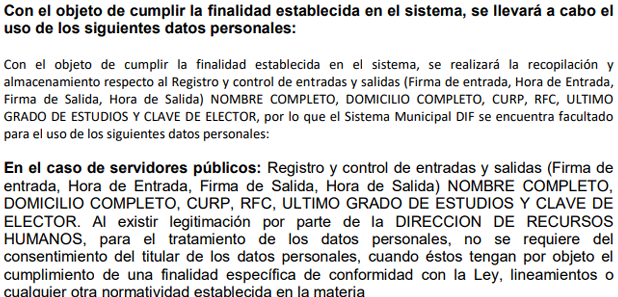 Con el objeto de cumplir la finalidad establecida en el sistema, se llevará a cabo el
uso de los siguientes datos personales:
Con el objeto de cumplir la finalidad establecida en el sistema, se realizará la recopilación y
almacenamiento respecto al Registro y control de entradas y salidas (Firma de entrada, Hora de Entrada,
Firma de Salida, Hora de Salida) NOMBRE COMPLETO, DOMICILIO COMPLETO, CURP, RFC, ULTIMO
GRADO DE ESTUDIOS Y CLAVE DE ELECTOR, por lo que el Sistema Municipal DIF se encuentra facultado
para el uso de los siguientes datos personales:
En el caso de servidores públicos: Registro y control de entradas y salidas (Firma de
entrada, Hora de Entrada, Firma de Salida, Hora de Salida) NOMBRE COMPLETO,
DOMICILIO COMPLETO, CURP, RFC, ULTIMO GRADO DE ESTUDIOS Y CLAVE DE
ELECTOR. Al existir legitimación por parte de la DIRECCION DE RECURSOS
HUMANOS, para el tratamiento de los datos personales, no se requiere del
consentimiento del titular de los datos personales, cuando éstos tengan por objeto el
cumplimiento de una finalidad específica de conformidad con la Ley, lineamientos o
cualquier otra normatividad establecida en la materia